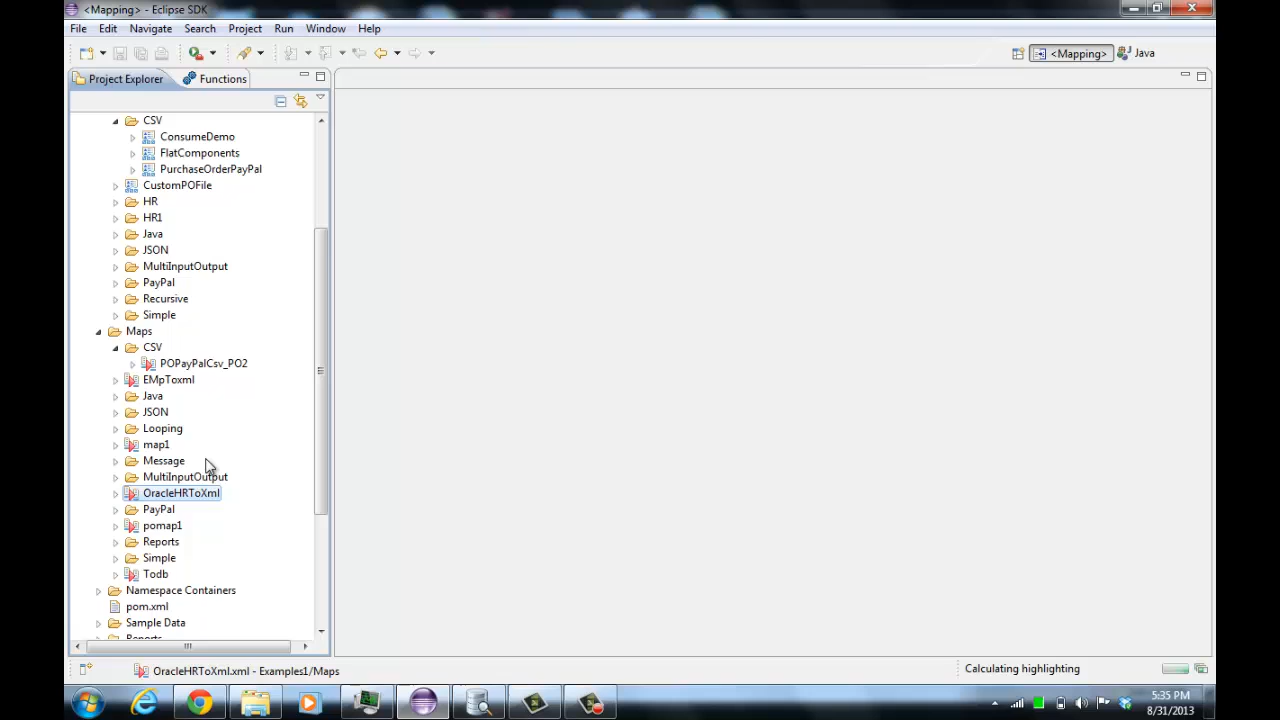 <Mapping> - Eclipse SDK
File Edit Navigate Search Project Run Window Help
<Mapping> Java
Project Explorer Functions
CSV
ConsumeDemo
FlatComponents
PurchaseOrderPayPal
CustomPOFile
HR
HR1
Java
JSON
MultiInputOutput
PayPal
Recursive
Simple
Maps
CSV
POPayPalCsv_PO2
EMpToxml
Java
JSON
Looping
map1
Message
MultiInputOutput
OracleHRToXml
PayPal
pomap1
Reports
Simple
Todb
Namespace Containers
pom.xml
Sample Data
Reports
OracleHRToXml.xml - Examples1/Maps
Calculating highlighting
5:35 PM
8/31/2013